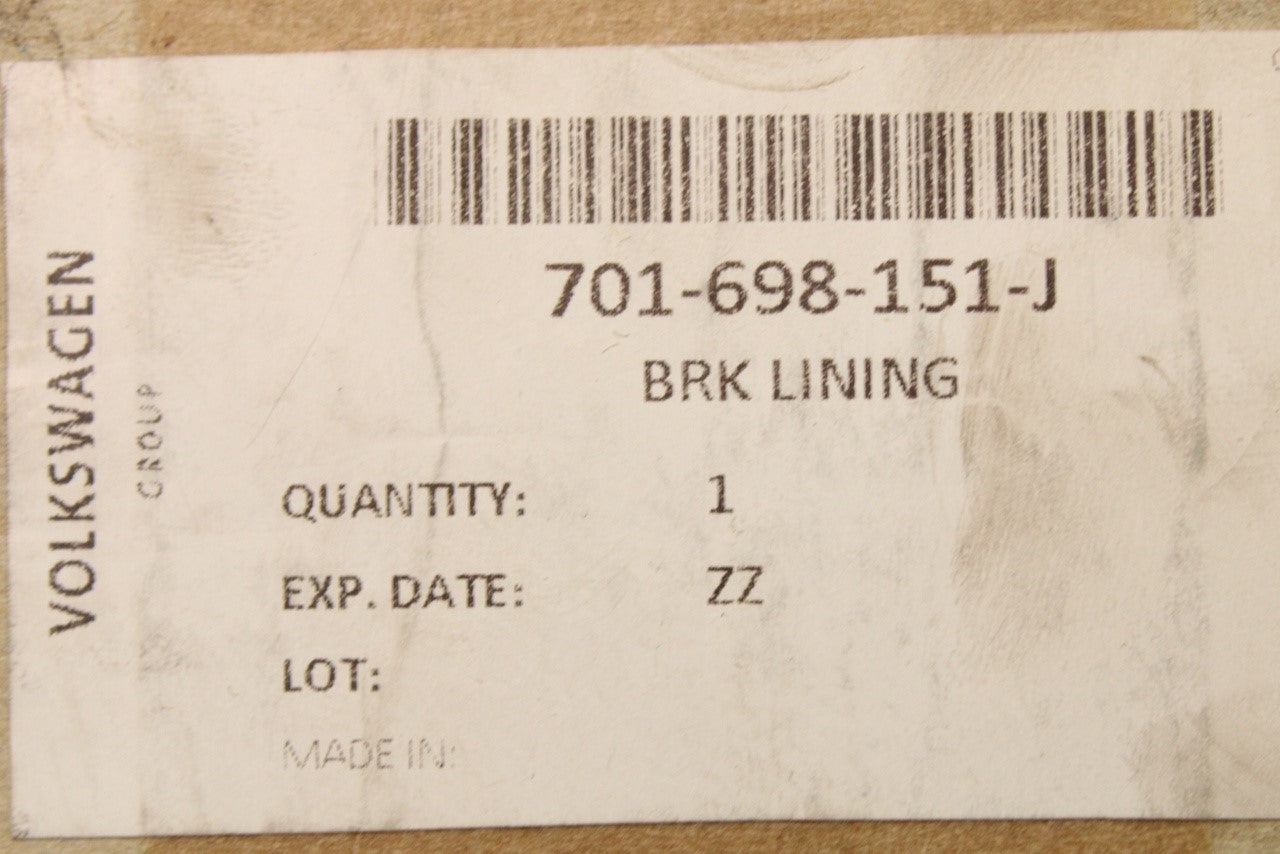 VOLKSWAGEN
GROUP
701-698-151-J
BRK LINING
QUANTITY: 1
EXP. DATE: ZZ
LOT:
MADE IN: